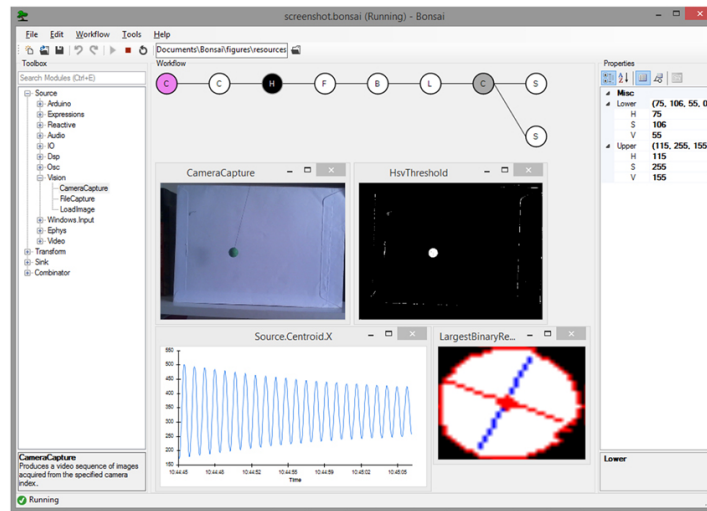 screenshot.bonsai (Running) - Bonsai
File Edit Workflow Tools Help
Documents\Bonsai\figures\resources
Toolbox
Workflow
Properties
Search Modules (Ctrl+E)
Source
Arduino
Expressions
Reactive
Audio
IO
Dsp
Osc
Vision
CameraCapture
FileCapture
LoadImage
Windows.Input
Ephys
Video
Transform
Sink
Combinator
C C H F B L C S
S
Misc
Lower (75, 106, 55, 0
H 75
S 106
V 55
Upper (115, 255, 155
H 115
S 255
V 155
CameraCapture
HsvThreshold
Source.Centroid.X
550
500
450
400
350
300
250
200
150
10:44:45 10:44:48 10:44:52 10:44:55 10:44:59 10:45:02 10:45:05
Time
LargestBinaryRe...
CameraCapture
Produces a video sequence of images
acquired from the specified camera
index.
Lower
Running